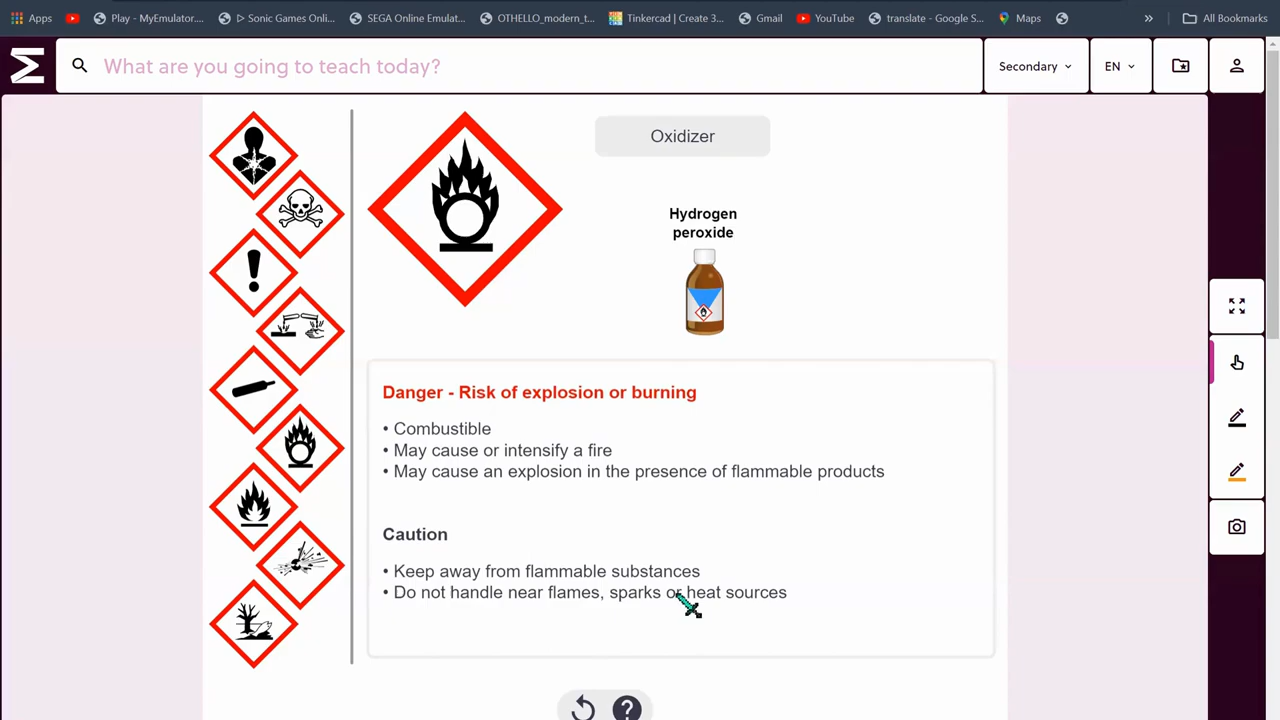 Apps
Play - MyEmulator....
▷ Sonic Games Onli...
SEGA Online Emulat...
OTHELLO_modern_t...
Tinkercad | Create 3...
Gmail
YouTube
translate - Google S...
Maps
»
All Bookmarks
What are you going to teach today?
Secondary
EN
Oxidizer
Hydrogen
peroxide
Danger - Risk of explosion or burning
• Combustible
• May cause or intensify a fire
• May cause an explosion in the presence of flammable products
Caution
• Keep away from flammable substances
• Do not handle near flames, sparks or heat sources
?